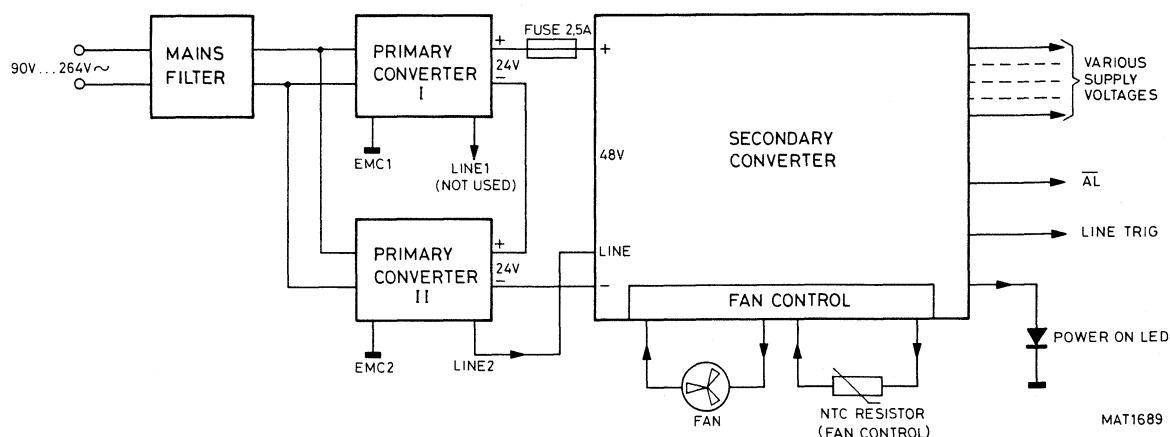 90V...264V~
MAINS
FILTER
PRIMARY
CONVERTER
I
+
24V
−
FUSE 2,5A
+
EMC1
LINE1
(NOT USED)
48V
SECONDARY
CONVERTER
VARIOUS
SUPPLY
VOLTAGES
AL
LINE TRIG
PRIMARY
CONVERTER
II
+
24V
−
LINE
−
FAN CONTROL
EMC2
LINE2
POWER ON LED
FAN
NTC RESISTOR
(FAN CONTROL)
MAT1689